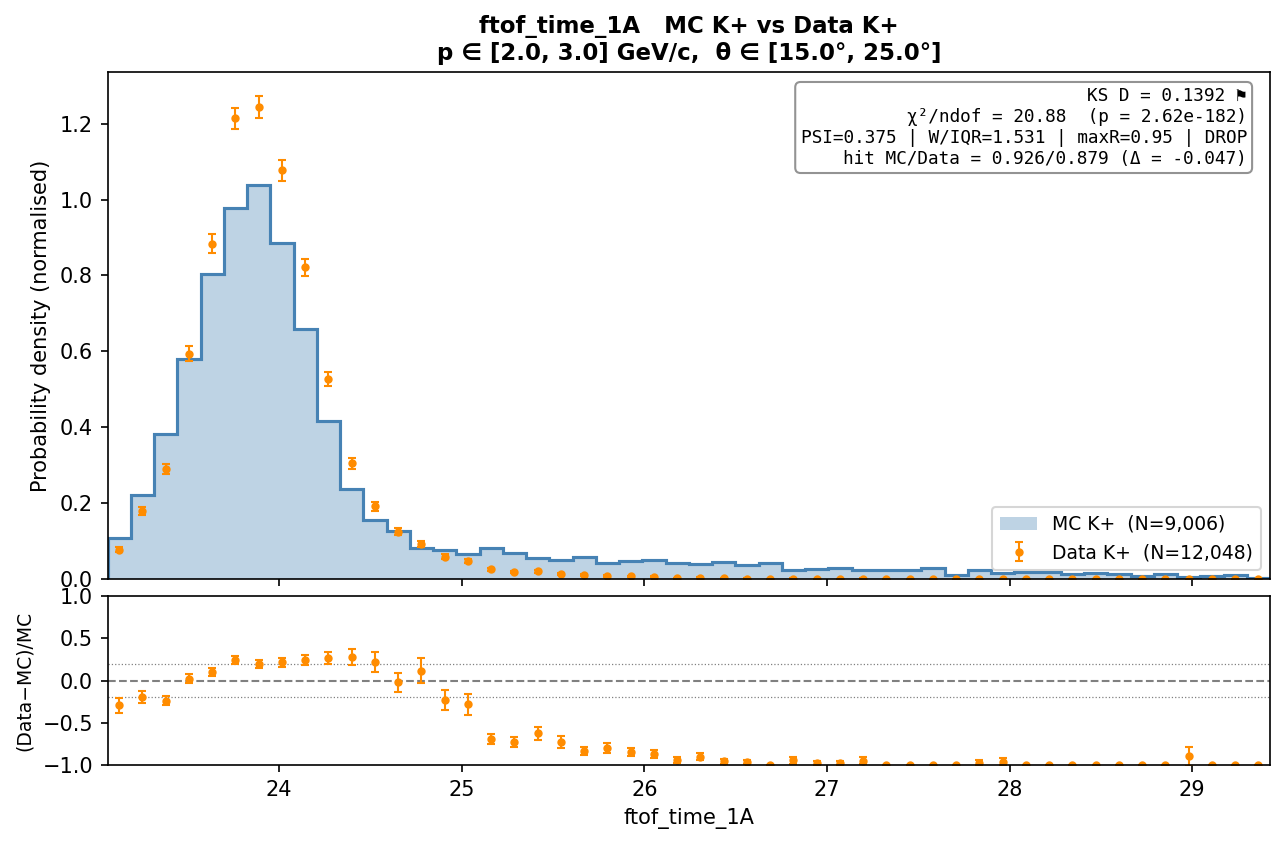 ftof_time_1A   MC K+ vs Data K+
p ∈ [2.0, 3.0] GeV/c,  θ ∈ [15.0°, 25.0°]
KS D = 0.1392 ⚑
χ²/ndof = 20.88  (p = 2.62e-182)
PSI=0.375 | W/IQR=1.531 | maxR=0.95 | DROP
hit MC/Data = 0.926/0.879 (Δ = -0.047)
Probability density (normalised)
1.2
1.0
0.8
0.6
0.4
0.2
0.0
MC K+  (N=9,006)
Data K+  (N=12,048)
(Data−MC)/MC
1.0
0.5
0.0
−0.5
−1.0
24 25 26 27 28 29
ftof_time_1A